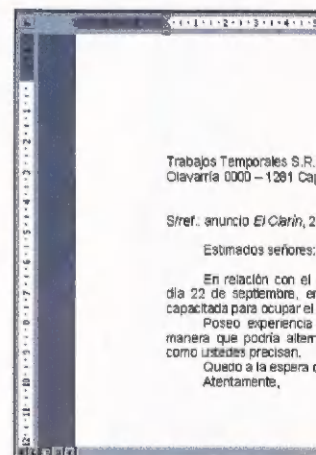 Trabajos Temporales S.R.
Olavarría 0000 – 1281 Cap
S/ref.: anuncio El Clarín, 2
Estimados señores:
En relación con el
día 22 de septiembre, en
capacitada para ocupar el
Poseo experiencia
manera que podría altern
como ustedes precisan.
Quedo a la espera d
Atentamente,